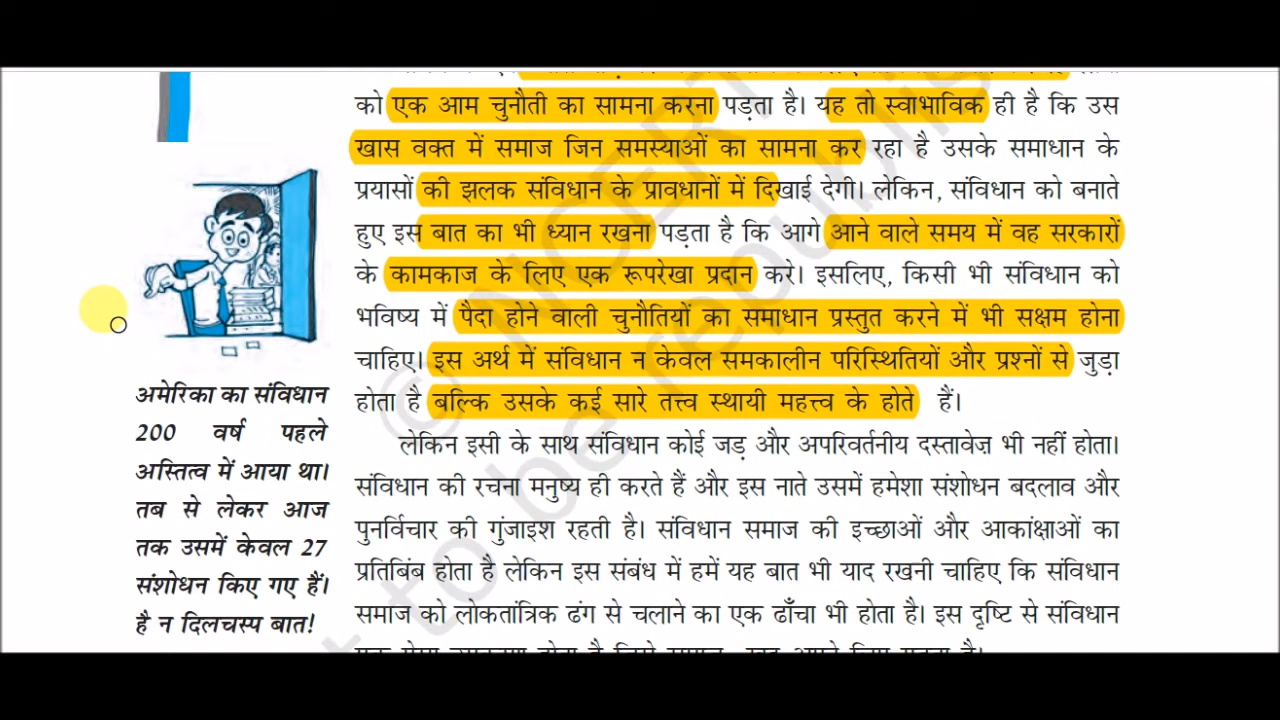 को एक आम चुनौती का सामना करना पड़ता है। यह तो स्वाभाविक ही है कि उस
खास वक्त में समाज जिन समस्याओं का सामना कर रहा है उसके समाधान के
प्रयासों की झलक संविधान के प्रावधानों में दिखाई देगी। लेकिन, संविधान को बनाते
हुए इस बात का भी ध्यान रखना पड़ता है कि आगे आने वाले समय में वह सरकारों
के कामकाज के लिए एक रूपरेखा प्रदान करे। इसलिए, किसी भी संविधान को
भविष्य में पैदा होने वाली चुनौतियों का समाधान प्रस्तुत करने में भी सक्षम होना
चाहिए। इस अर्थ में संविधान न केवल समकालीन परिस्थितियों और प्रश्नों से जुड़ा
होता है बल्कि उसके कई सारे तत्त्व स्थायी महत्त्व के होते हैं।
लेकिन इसी के साथ संविधान कोई जड़ और अपरिवर्तनीय दस्तावेज़ भी नहीं होता।
संविधान की रचना मनुष्य ही करते हैं और इस नाते उसमें हमेशा संशोधन बदलाव और
पुनर्विचार की गुंजाइश रहती है। संविधान समाज की इच्छाओं और आकांक्षाओं का
प्रतिबिंब होता है लेकिन इस संबंध में हमें यह बात भी याद रखनी चाहिए कि संविधान
समाज को लोकतांत्रिक ढंग से चलाने का एक ढाँचा भी होता है। इस दृष्टि से संविधान
अमेरिका का संविधान
200 वर्ष पहले
अस्तित्व में आया था।
तब से लेकर आज
तक उसमें केवल 27
संशोधन किए गए हैं।
है न दिलचस्प बात!
© NCERT
not to be republis